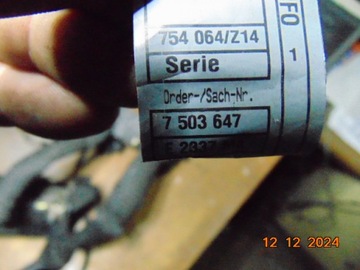 754 064/Z14
Serie
Order-/Sach-Nr.
7 503 647
FO 1
12 12 2024